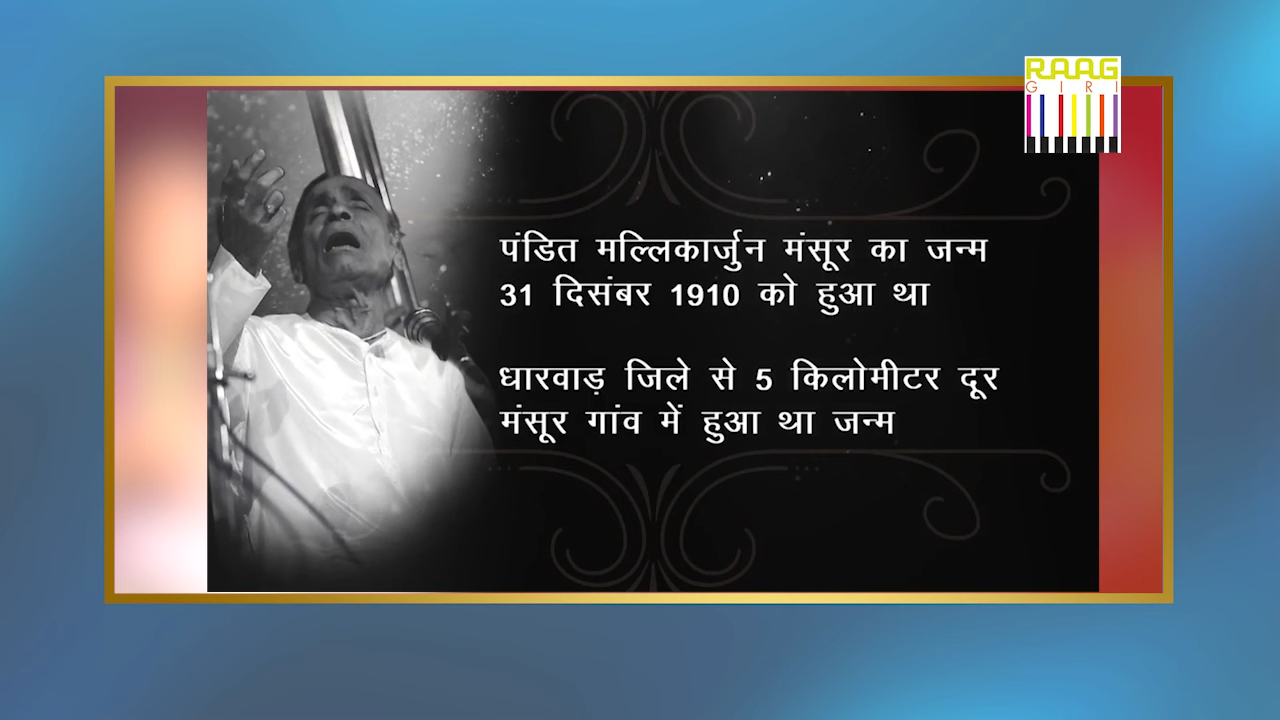 RAAG
GIRI
पंडित मल्लिकार्जुन मंसूर का जन्म
31 दिसंबर 1910 को हुआ था
धारवाड़ जिले से 5 किलोमीटर दूर
मंसूर गांव में हुआ था जन्म